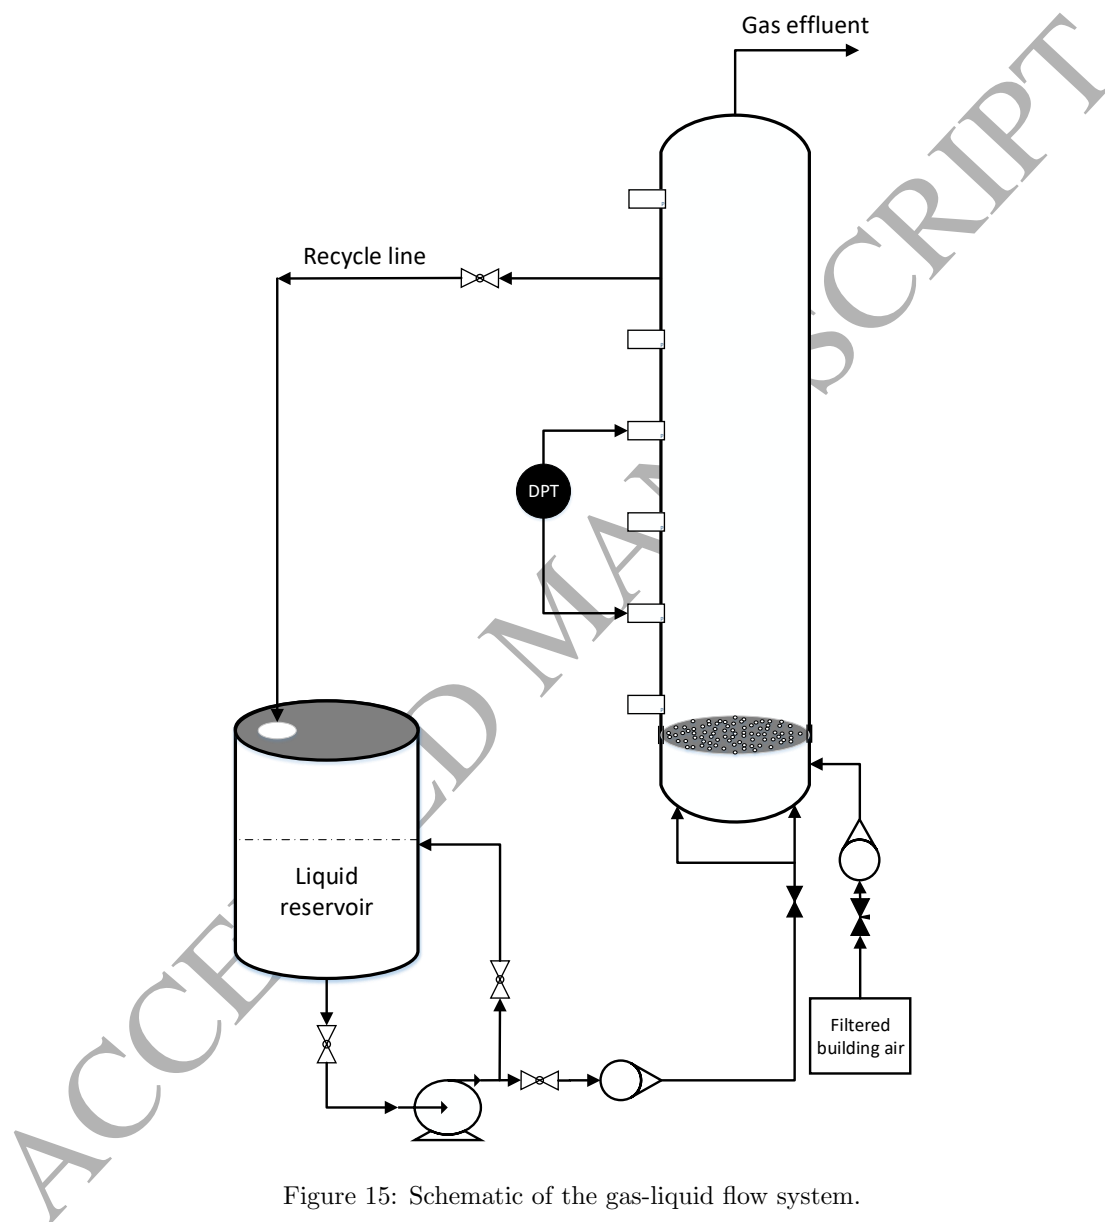 Gas effluent
Recycle line
DPT
Liquid
reservoir
Filtered
building air
ACCEPTED MANUSCRIPT
Figure 15: Schematic of the gas-liquid flow system.